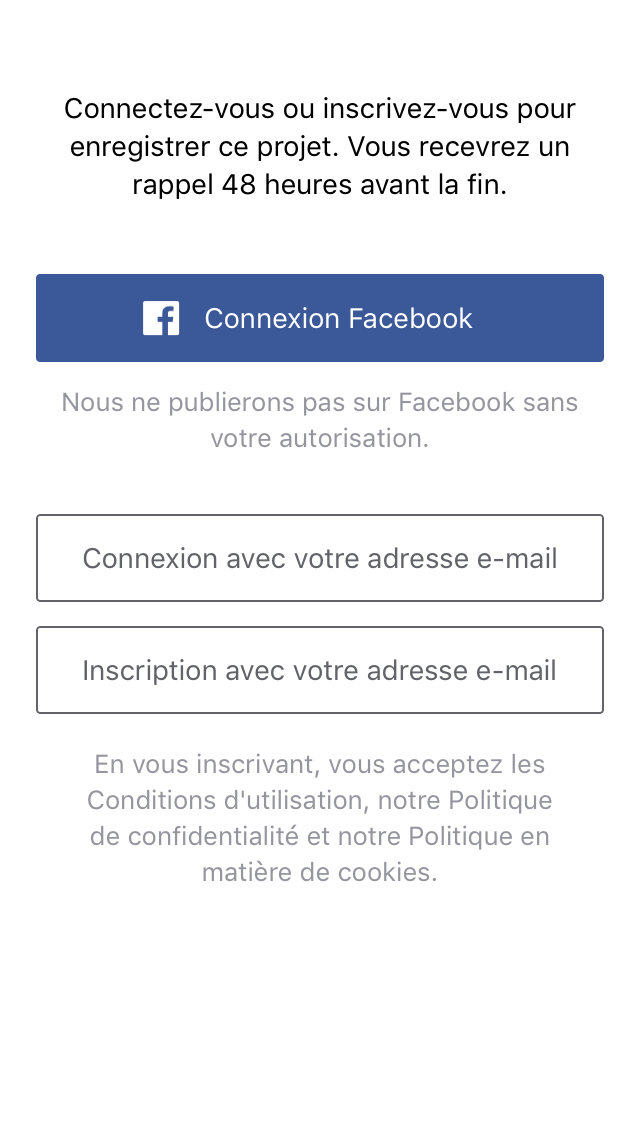 Connectez-vous ou inscrivez-vous pour
enregistrer ce projet. Vous recevrez un
rappel 48 heures avant la fin.
Connexion Facebook
Nous ne publierons pas sur Facebook sans
votre autorisation.
Connexion avec votre adresse e-mail
Inscription avec votre adresse e-mail
En vous inscrivant, vous acceptez les
Conditions d'utilisation, notre Politique
de confidentialité et notre Politique en
matière de cookies.